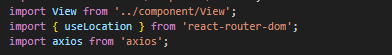 import View from '../component/View';
import { useLocation } from 'react-router-dom';
import axios from 'axios';